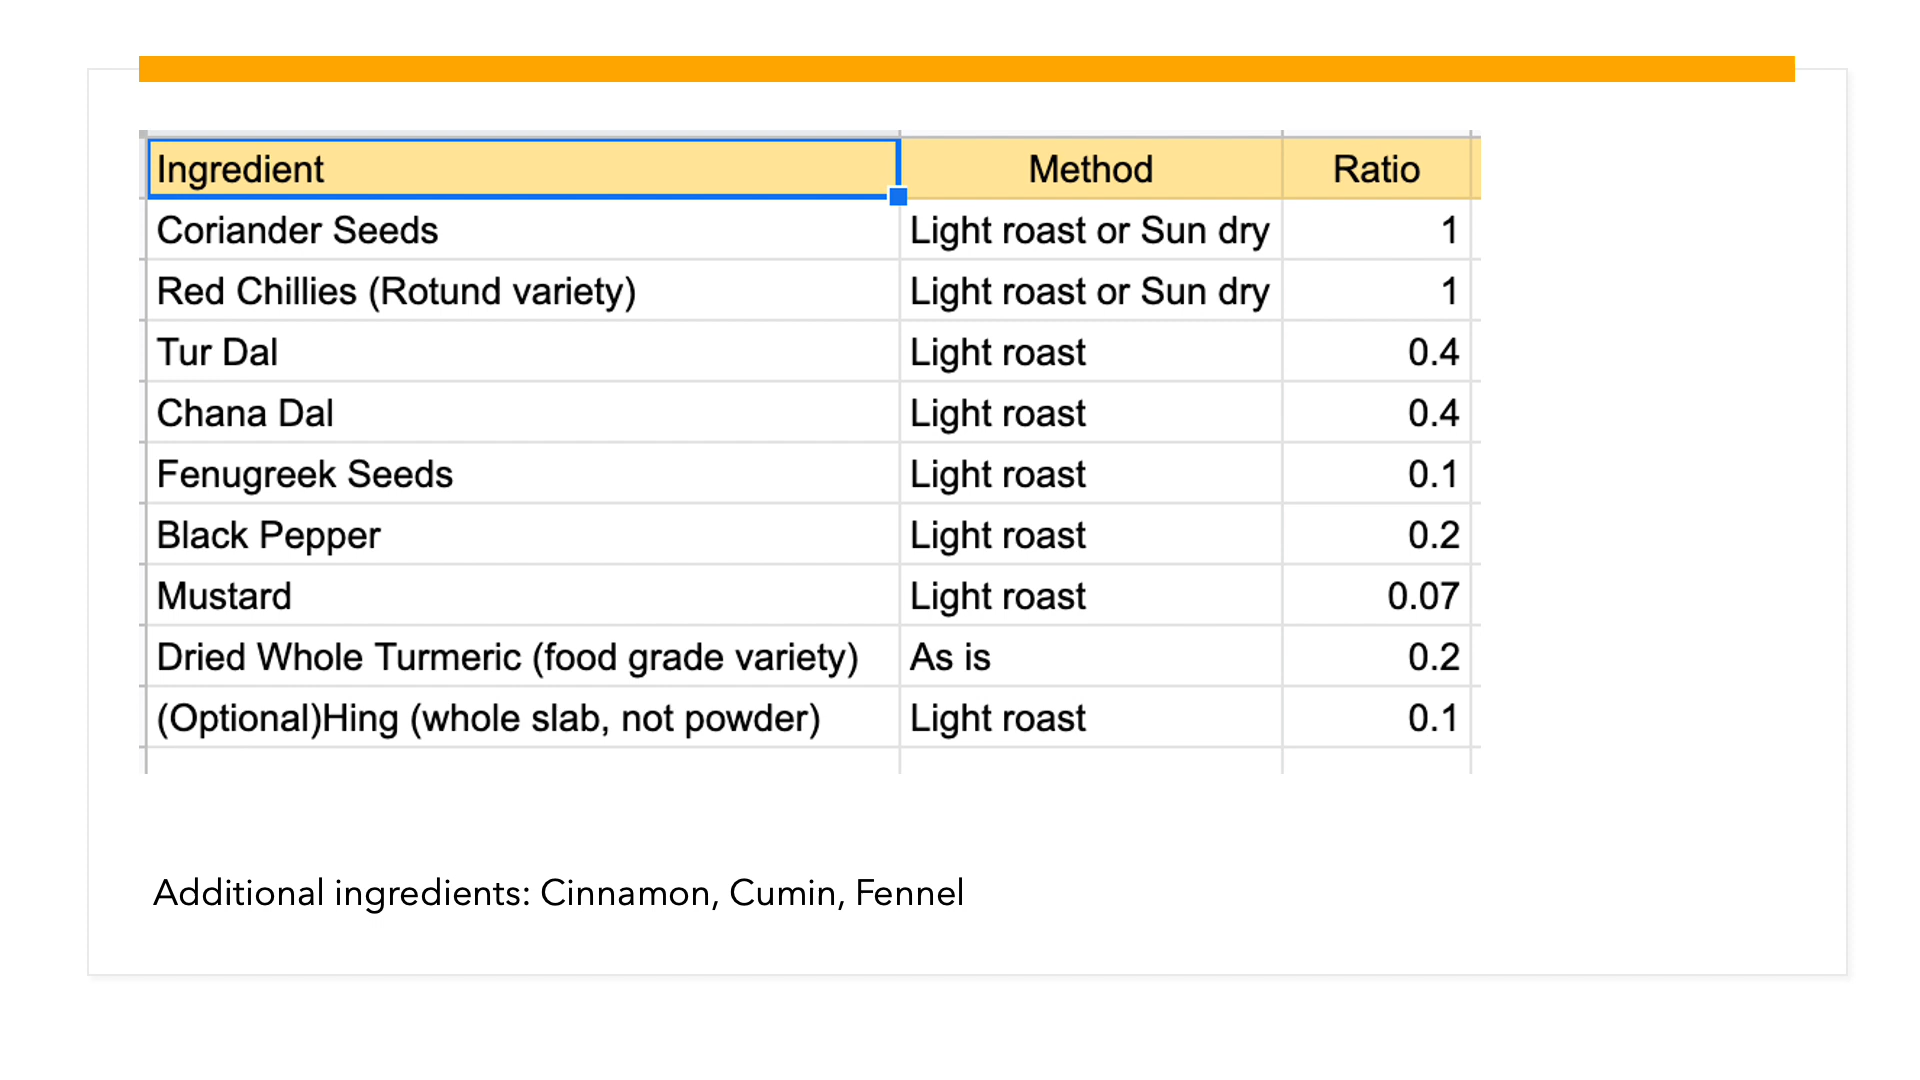 Ingredient Method Ratio
Coriander Seeds Light roast or Sun dry 1
Red Chillies (Rotund variety) Light roast or Sun dry 1
Tur Dal Light roast 0.4
Chana Dal Light roast 0.4
Fenugreek Seeds Light roast 0.1
Black Pepper Light roast 0.2
Mustard Light roast 0.07
Dried Whole Turmeric (food grade variety) As is 0.2
(Optional)Hing (whole slab, not powder) Light roast 0.1
Additional ingredients: Cinnamon, Cumin, Fennel